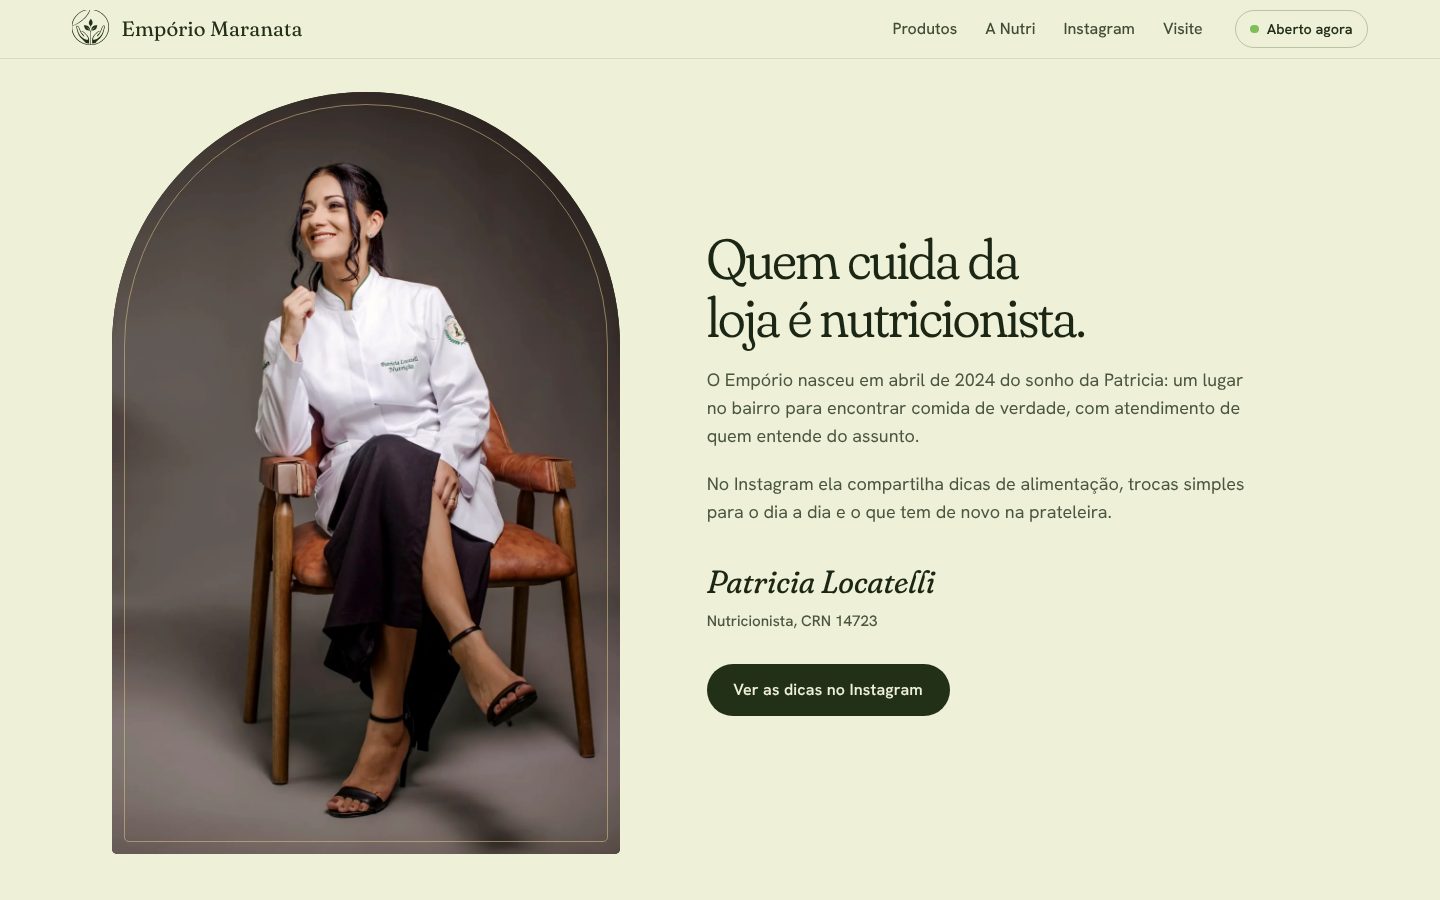 Empório Maranata
Produtos
A Nutri
Instagram
Visite
Aberto agora
Patricia Locatelli
Nutrição
Quem cuida da
loja é nutricionista.
O Empório nasceu em abril de 2024 do sonho da Patricia: um lugar
no bairro para encontrar comida de verdade, com atendimento de
quem entende do assunto.
No Instagram ela compartilha dicas de alimentação, trocas simples
para o dia a dia e o que tem de novo na prateleira.
Patricia Locatelli
Nutricionista, CRN 14723
Ver as dicas no Instagram